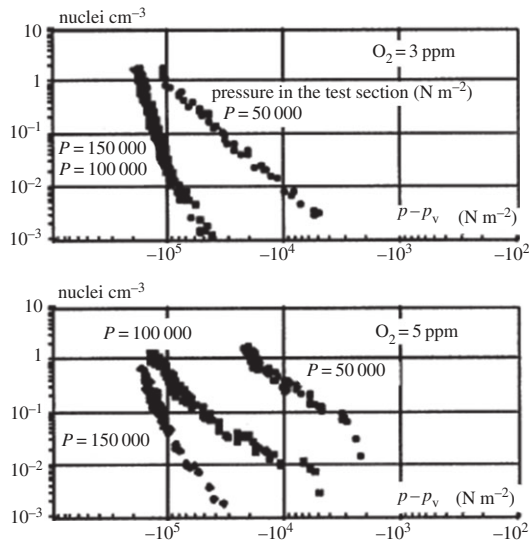 nuclei cm⁻³
10
O₂ = 3 ppm
1
pressure in the test section (N m⁻²)
P = 50 000
10⁻¹
P = 150 000
P = 100 000
10⁻²
p–pᵥ (N m⁻²)
10⁻³
–10⁵ –10⁴ –10³ –10²
nuclei cm⁻³
10
P = 100 000
O₂ = 5 ppm
1
P = 50 000
10⁻¹
P = 150 000
10⁻²
p–pᵥ (N m⁻²)
10⁻³
–10⁵ –10⁴ –10³ –10²